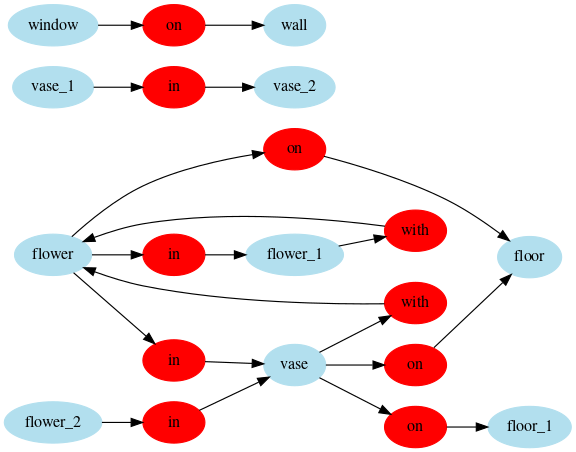 window on wall
vase_1 in vase_2
on
with
flower in flower_1 floor
with
in vase on
flower_2 in on floor_1